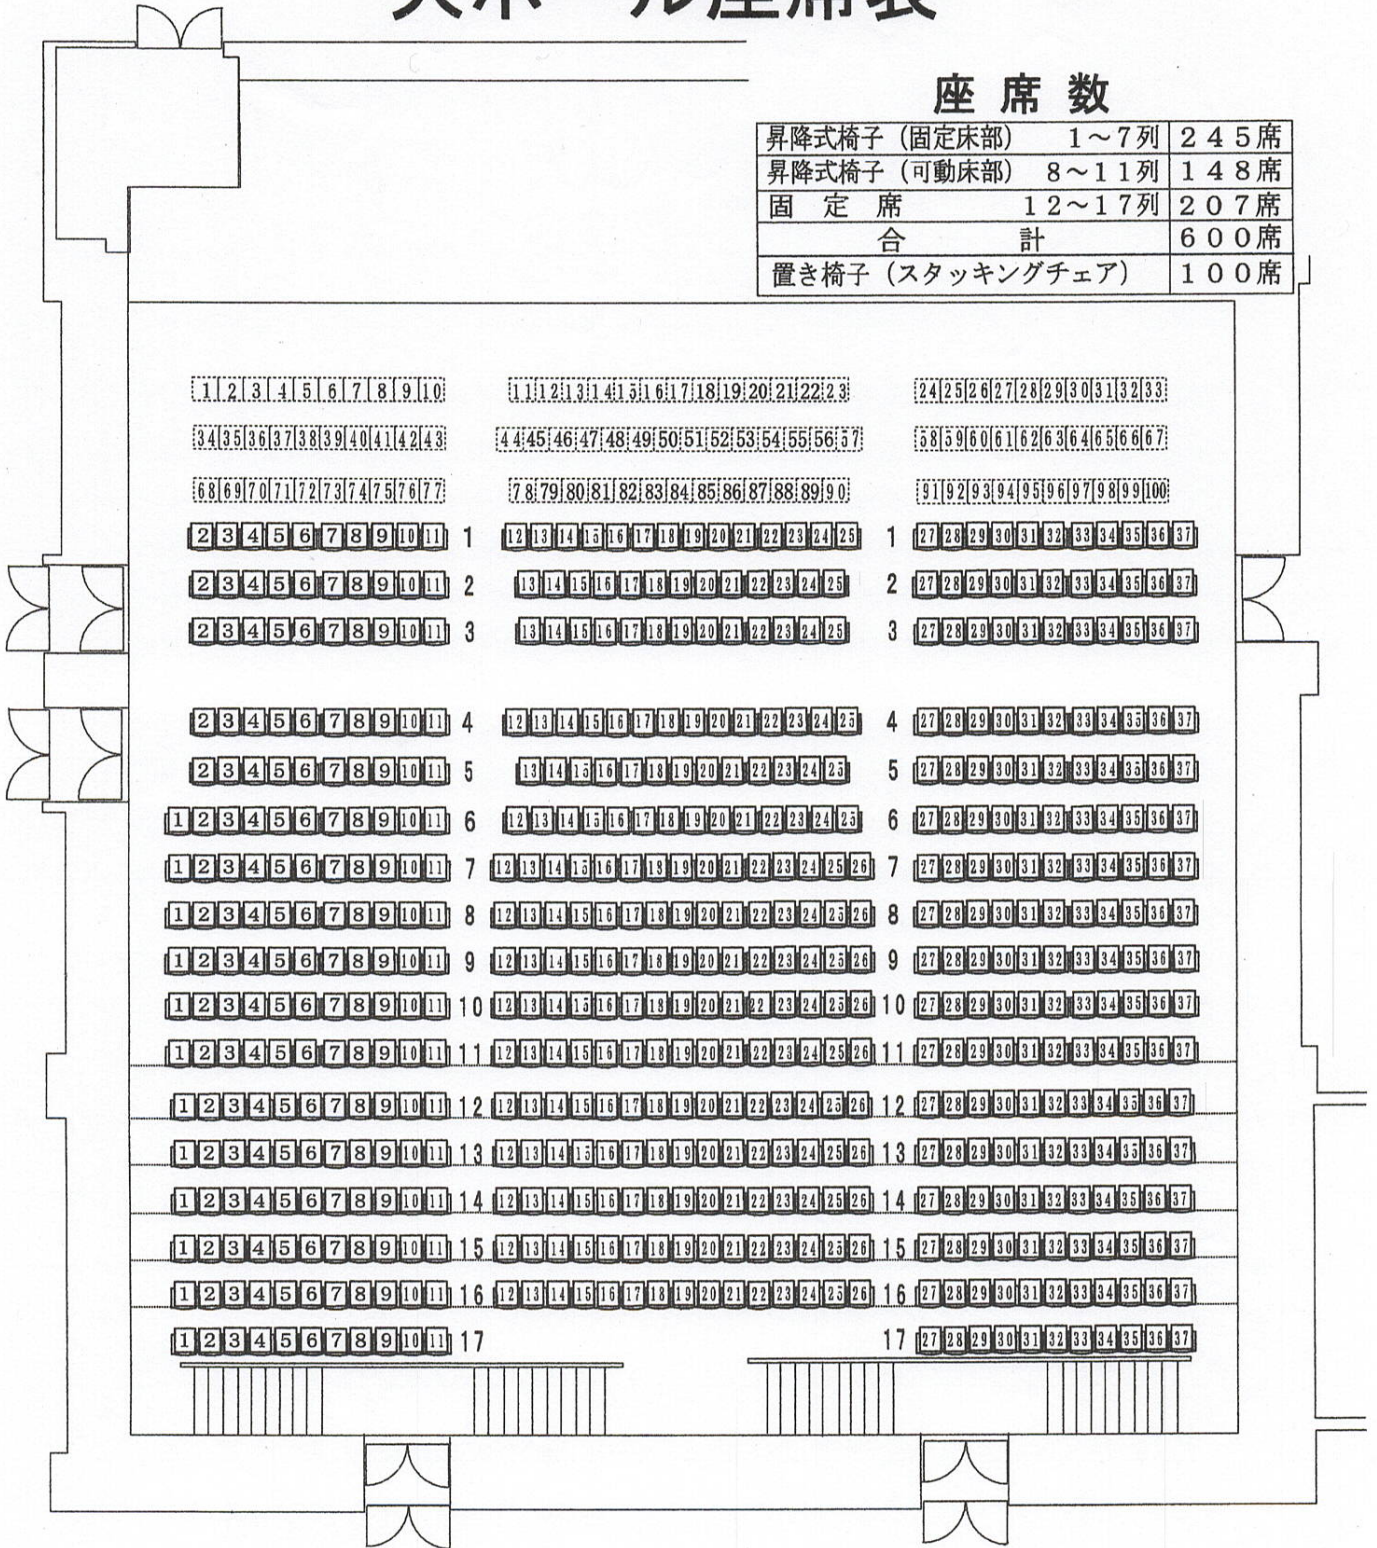 大ホール座席表
座 席 数
昇降式椅子（固定床部） 1～7列 245席
昇降式椅子（可動床部） 8～11列 148席
固 定 席 12～17列 207席
合 計 600席
置き椅子（スタッキングチェア） 100席
1 2 3 4 5 6 7 8 9 10 11 12 13 14 15 16 17 18 19 20 21 22 23 24 25 26 27 28 29 30 31 32 33
34 35 36 37 38 39 40 41 42 43 44 45 46 47 48 49 50 51 52 53 54 55 56 57 58 59 60 61 62 63 64 65 66 67
68 69 70 71 72 73 74 75 76 77 78 79 80 81 82 83 84 85 86 87 88 89 90 91 92 93 94 95 96 97 98 99 100
2 3 4 5 6 7 8 9 10 11 1 12 13 14 15 16 17 18 19 20 21 22 23 24 25 1 27 28 29 30 31 32 33 34 35 36 37
2 3 4 5 6 7 8 9 10 11 2 13 14 15 16 17 18 19 20 21 22 23 24 25 2 27 28 29 30 31 32 33 34 35 36 37
2 3 4 5 6 7 8 9 10 11 3 13 14 15 16 17 18 19 20 21 22 23 24 25 3 27 28 29 30 31 32 33 34 35 36 37
2 3 4 5 6 7 8 9 10 11 4 12 13 14 15 16 17 18 19 20 21 22 23 24 25 4 27 28 29 30 31 32 33 34 35 36 37
2 3 4 5 6 7 8 9 10 11 5 13 14 15 16 17 18 19 20 21 22 23 24 25 5 27 28 29 30 31 32 33 34 35 36 37
1 2 3 4 5 6 7 8 9 10 11 6 12 13 14 15 16 17 18 19 20 21 22 23 24 25 6 27 28 29 30 31 32 33 34 35 36 37
1 2 3 4 5 6 7 8 9 10 11 7 12 13 14 15 16 17 18 19 20 21 22 23 24 25 26 7 27 28 29 30 31 32 33 34 35 36 37
1 2 3 4 5 6 7 8 9 10 11 8 12 13 14 15 16 17 18 19 20 21 22 23 24 25 26 8 27 28 29 30 31 32 33 34 35 36 37
1 2 3 4 5 6 7 8 9 10 11 9 12 13 14 15 16 17 18 19 20 21 22 23 24 25 26 9 27 28 29 30 31 32 33 34 35 36 37
1 2 3 4 5 6 7 8 9 10 11 10 12 13 14 15 16 17 18 19 20 21 22 23 24 25 26 10 27 28 29 30 31 32 33 34 35 36 37
1 2 3 4 5 6 7 8 9 10 11 11 12 13 14 15 16 17 18 19 20 21 22 23 24 25 26 11 27 28 29 30 31 32 33 34 35 36 37
1 2 3 4 5 6 7 8 9 10 11 12 12 13 14 15 16 17 18 19 20 21 22 23 24 25 26 12 27 28 29 30 31 32 33 34 35 36 37
1 2 3 4 5 6 7 8 9 10 11 13 12 13 14 15 16 17 18 19 20 21 22 23 24 25 26 13 27 28 29 30 31 32 33 34 35 36 37
1 2 3 4 5 6 7 8 9 10 11 14 12 13 14 15 16 17 18 19 20 21 22 23 24 25 26 14 27 28 29 30 31 32 33 34 35 36 37
1 2 3 4 5 6 7 8 9 10 11 15 12 13 14 15 16 17 18 19 20 21 22 23 24 25 26 15 27 28 29 30 31 32 33 34 35 36 37
1 2 3 4 5 6 7 8 9 10 11 16 12 13 14 15 16 17 18 19 20 21 22 23 24 25 26 16 27 28 29 30 31 32 33 34 35 36 37
1 2 3 4 5 6 7 8 9 10 11 17 17 27 28 29 30 31 32 33 34 35 36 37